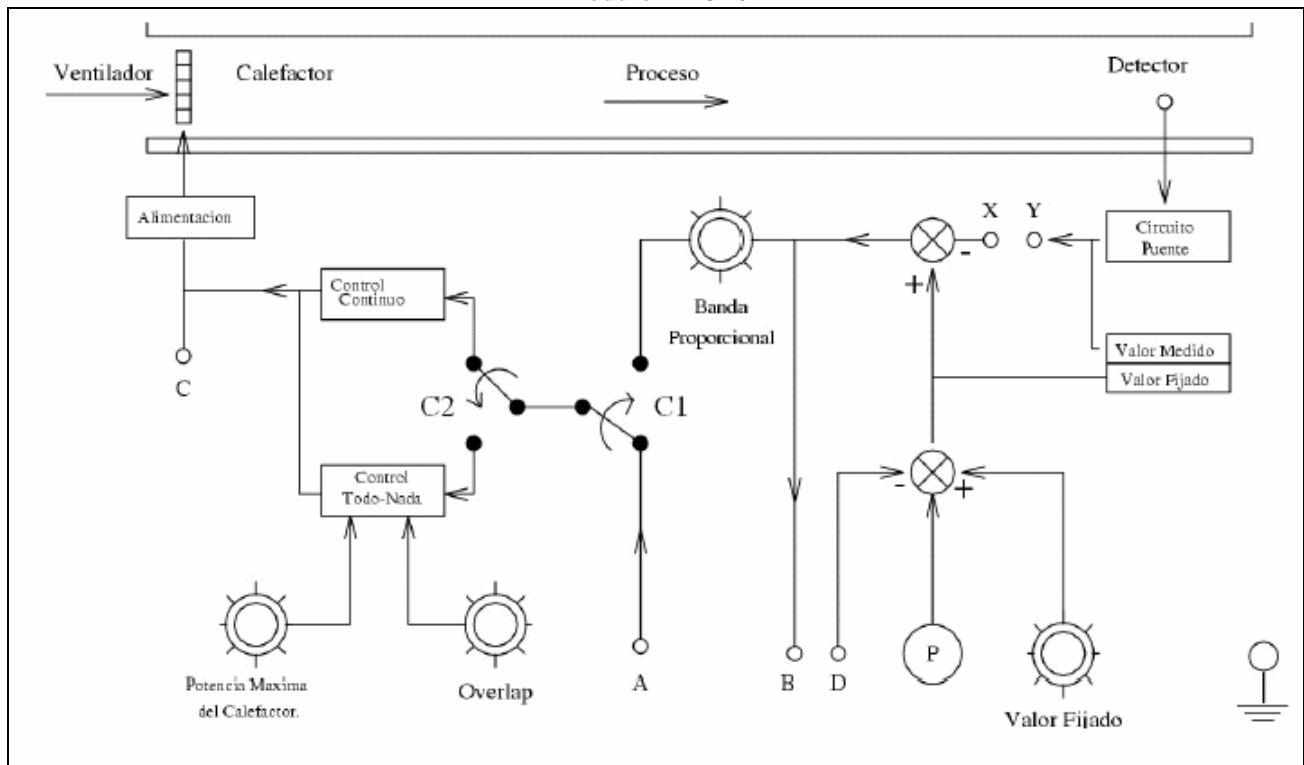 Ventilador
Calefactor
Proceso
Detector
Alimentacion
X
Y
Circuito
Puente
-
+
Control
Continuo
Banda
Proporcional
Valor Medido
Valor Fijado
C
C2
C1
Control
Todo-Nada
-
+
Potencia Maxima
del Calefactor.
Overlap
A
B
D
P
Valor Fijado